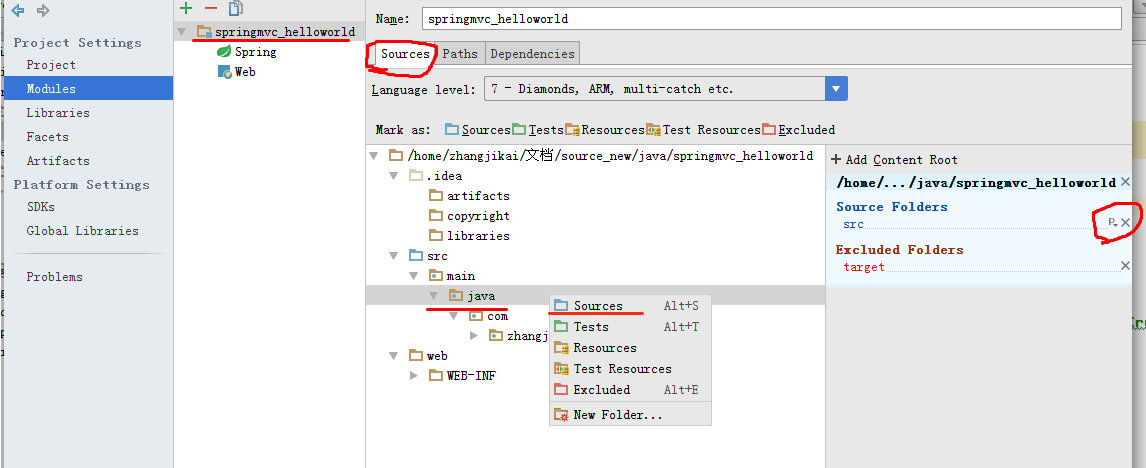 Name: springmvc_helloworld
Project Settings
Project
Modules
Libraries
Facets
Artifacts
Platform Settings
SDKs
Global Libraries
Problems
springmvc_helloworld
Spring
Web
Sources Paths Dependencies
Language level: 7 - Diamonds, ARM, multi-catch etc.
Mark as: Sources Tests Resources Test Resources Excluded
/home/zhangjikai/文档/source_new/java/springmvc_helloworld
.idea
artifacts
copyright
libraries
src
main
java
com
zhangj
web
WEB-INF
Sources Alt+S
Tests Alt+T
Resources
Test Resources
Excluded Alt+E
New Folder...
+ Add Content Root
/home/.../java/springmvc_helloworld
Source Folders
src
Excluded Folders
target